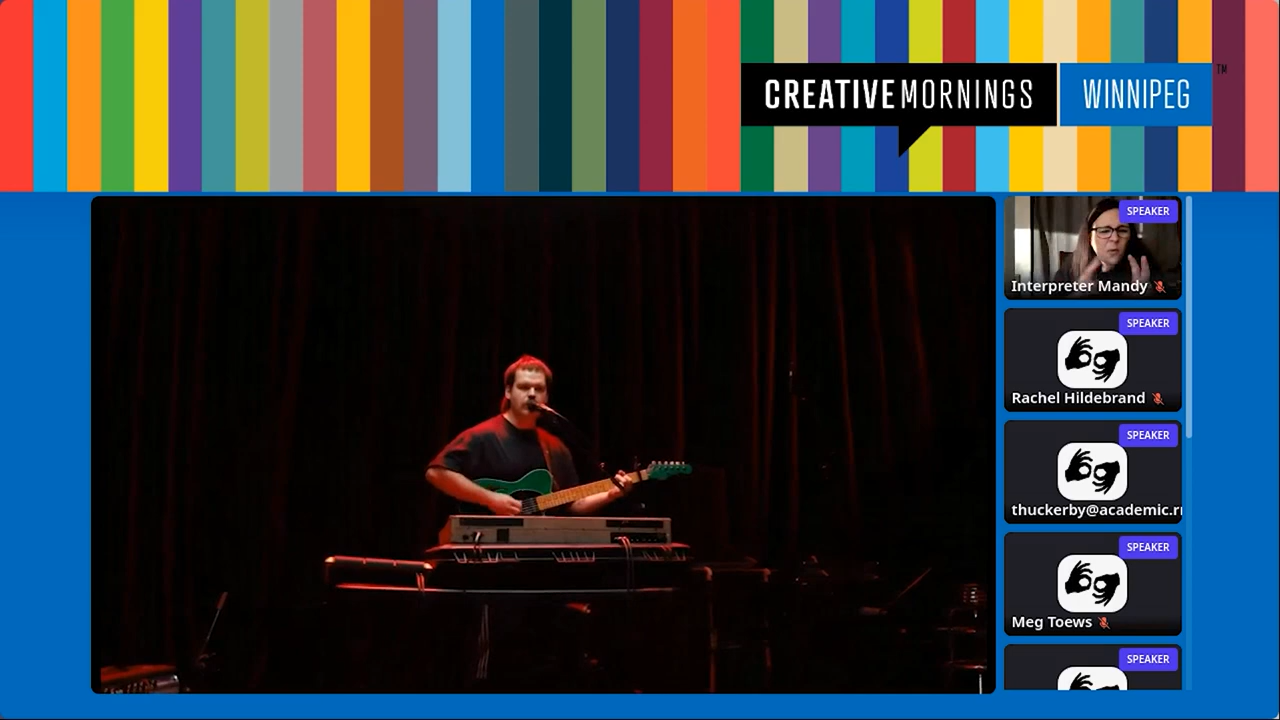 CREATIVEMORNINGS WINNIPEG ™
SPEAKER
Interpreter Mandy
SPEAKER
Rachel Hildebrand
SPEAKER
thuckerby@academic.r
SPEAKER
Meg Toews
SPEAKER